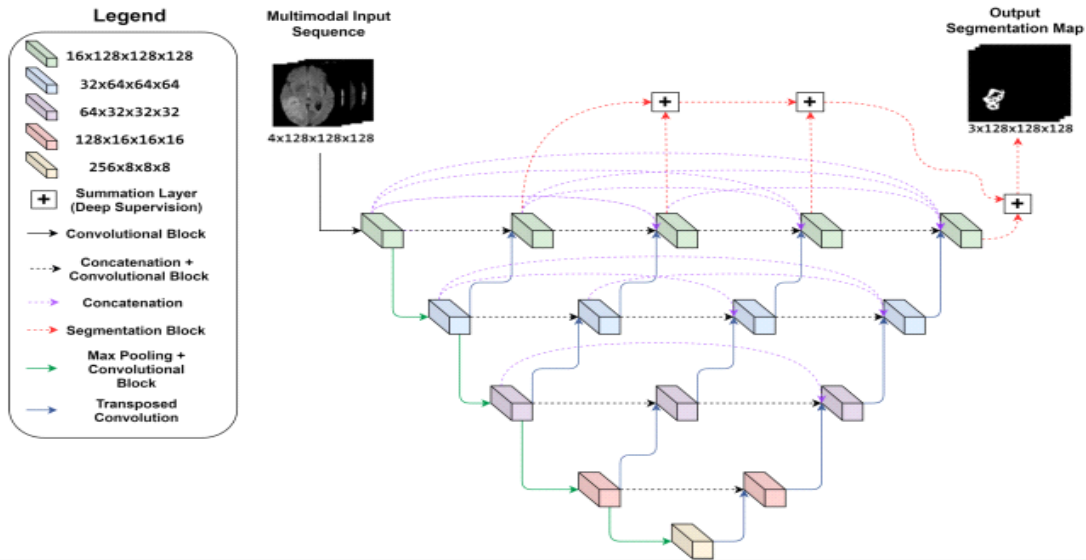 Legend
16x128x128x128
32x64x64x64
64x32x32x32
128x16x16x16
256x8x8x8
+
Summation Layer
(Deep Supervision)
Convolutional Block
Concatenation +
Convolutional Block
Concatenation
Segmentation Block
Max Pooling +
Convolutional
Block
Transposed
Convolution
Multimodal Input
Sequence
4x128x128x128
Output
Segmentation Map
3x128x128x128
+
+
+